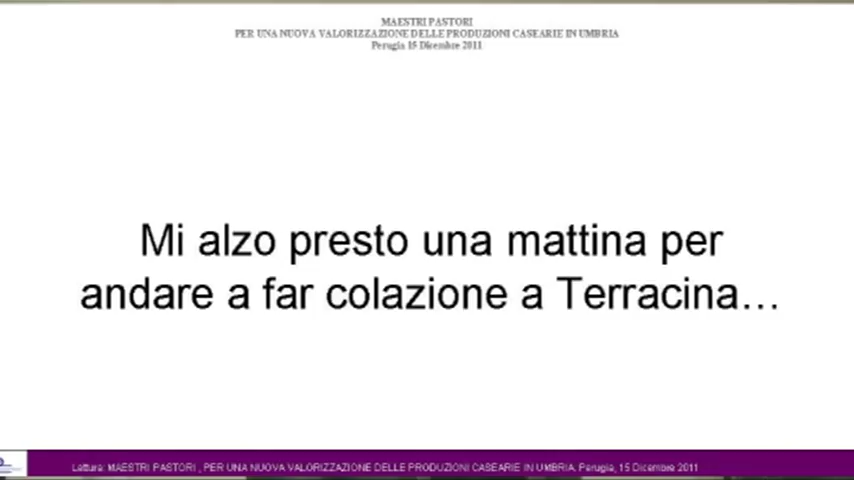 MAESTRI PASTORI
PER UNA NUOVA VALORIZZAZIONE DELLE PRODUZIONI CASEARIE IN UMBRIA
Perugia 15 Dicembre 2011
Mi alzo presto una mattina per
andare a far colazione a Terracina…
Lettura: MAESTRI PASTORI , PER UNA NUOVA VALORIZZAZIONE DELLE PRODUZIONI CASEARIE IN UMBRIA. Perugia, 15 Dicembre 2011